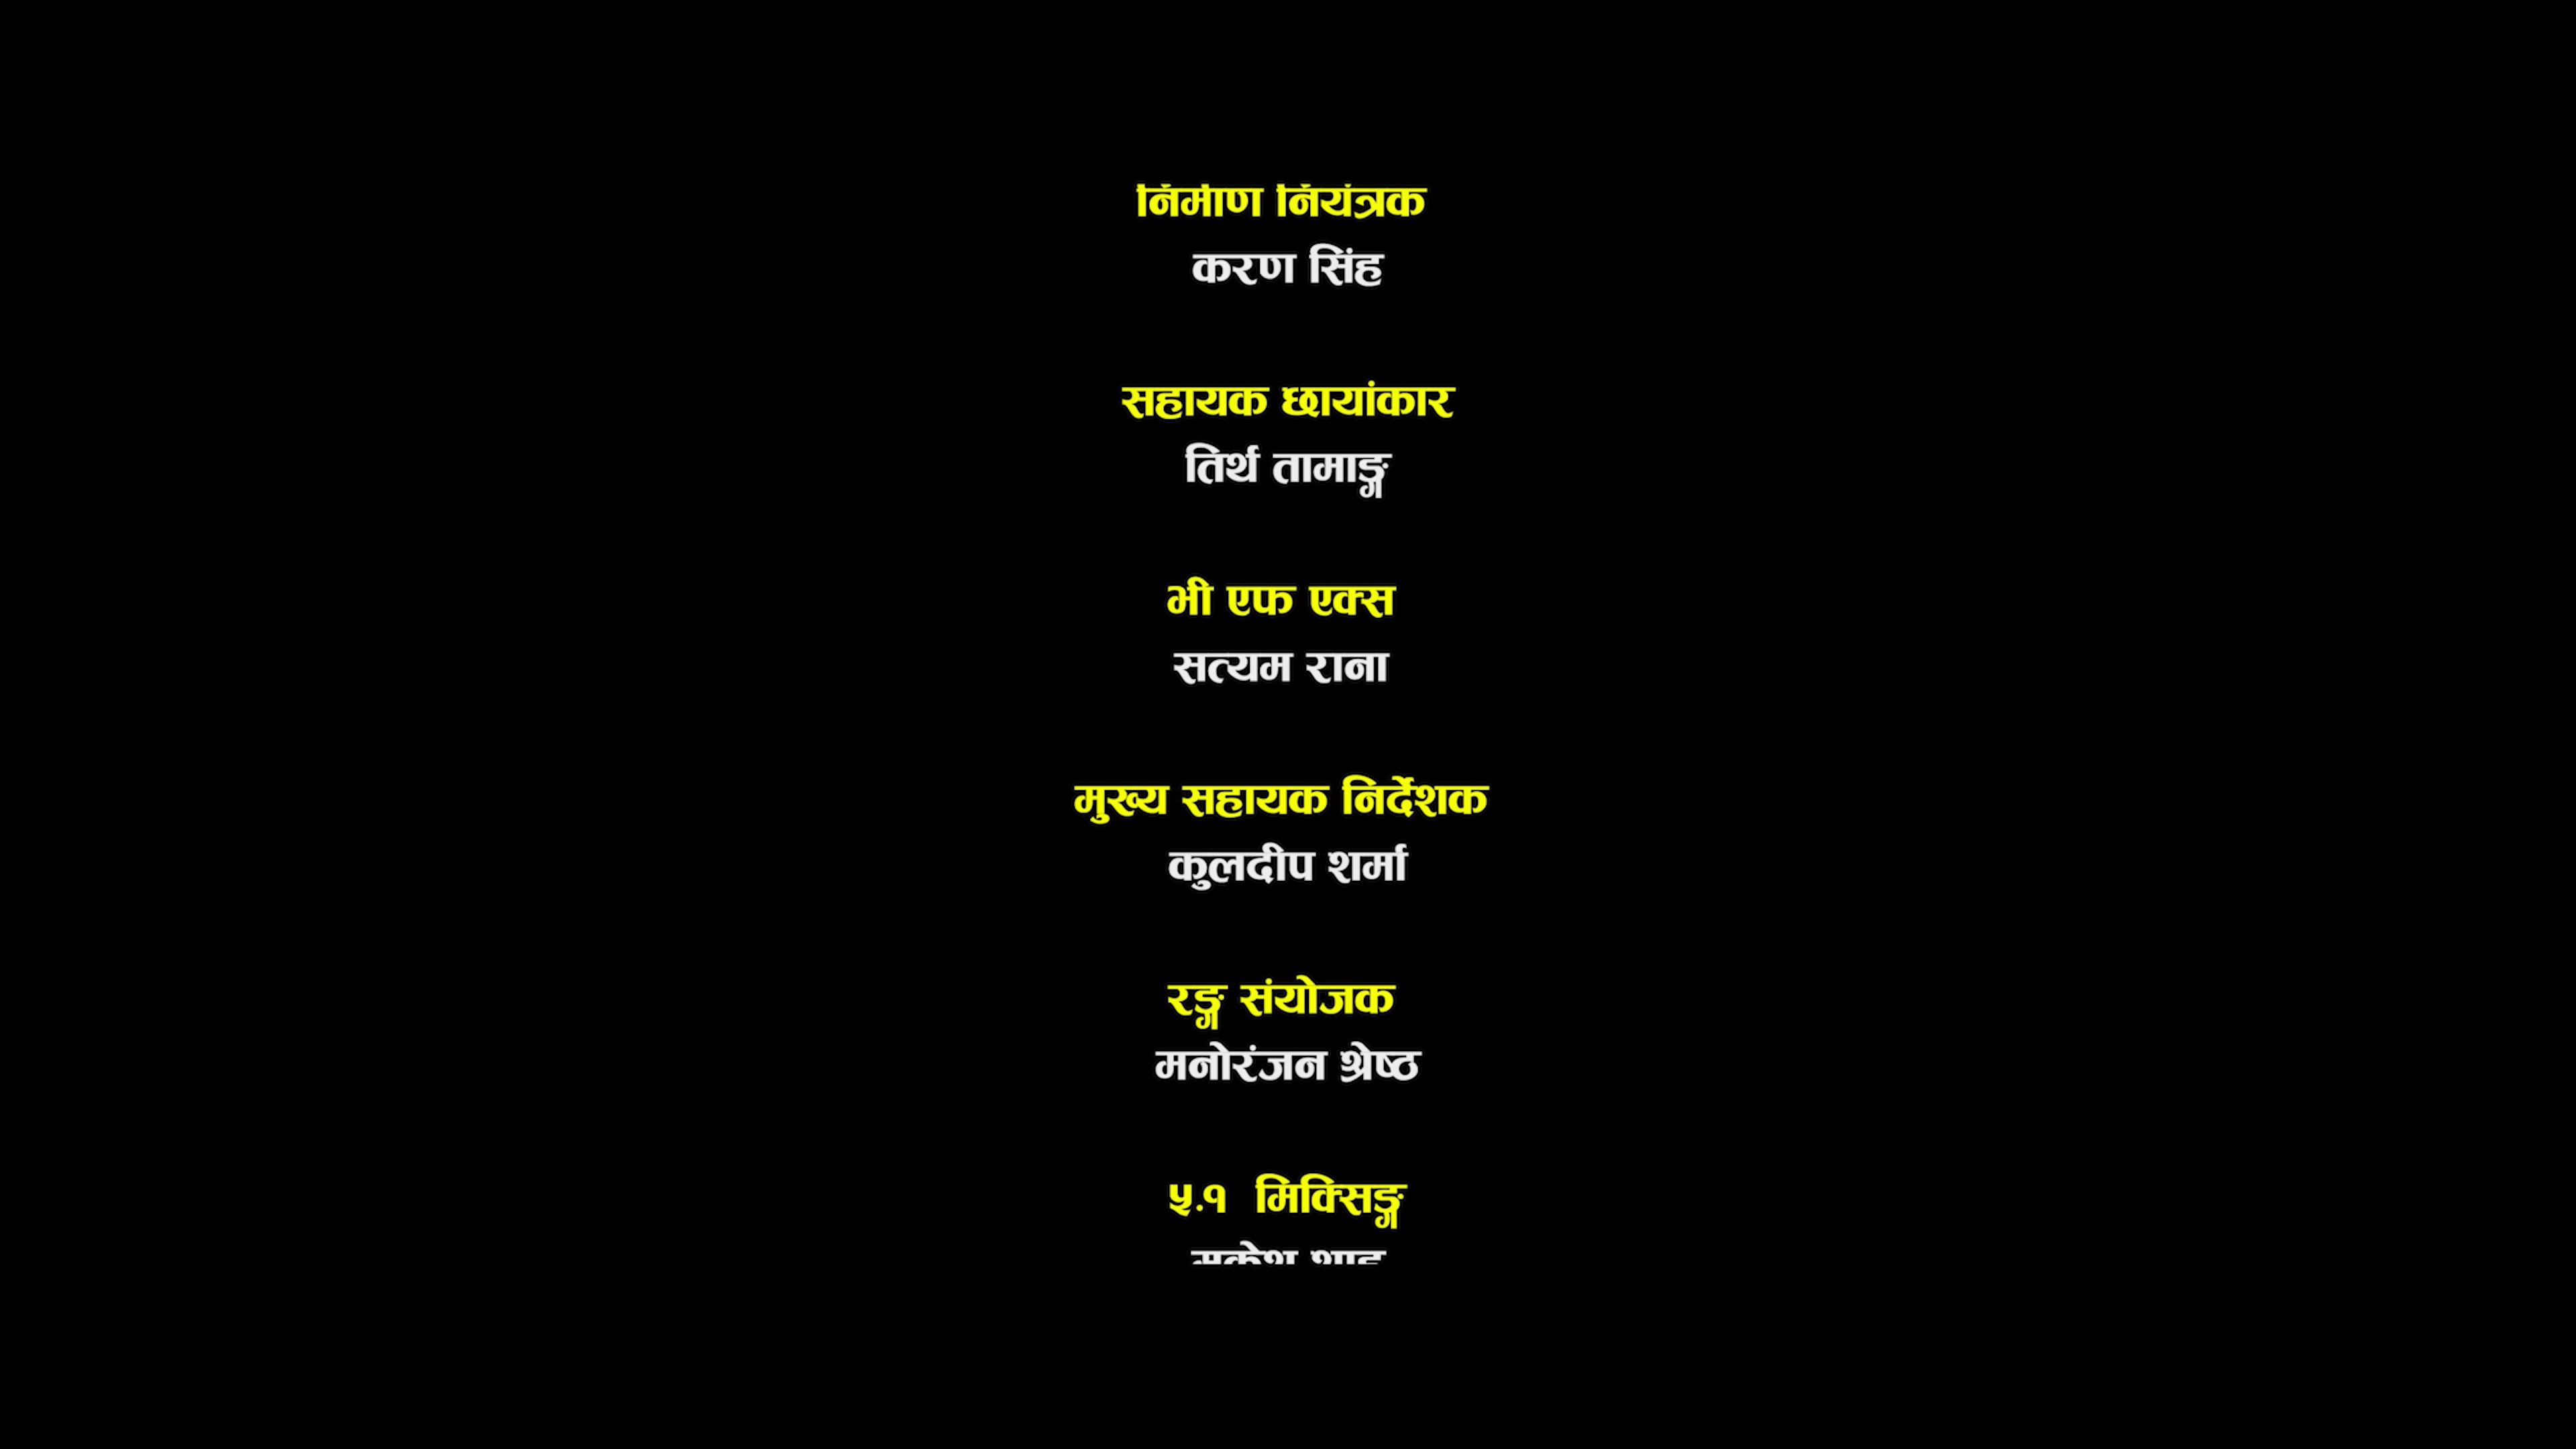 निर्माण नियंत्रक
करण सिंह
सहायक छायांकार
तिर्थ तामाङ्ग
भी एफ एक्स
सत्यम राना
मुख्य सहायक निर्देशक
कुलदीप शर्मा
रङ्ग संयोजक
मनोरंजन श्रेष्ठ
५.१ मिक्सिङ्ग